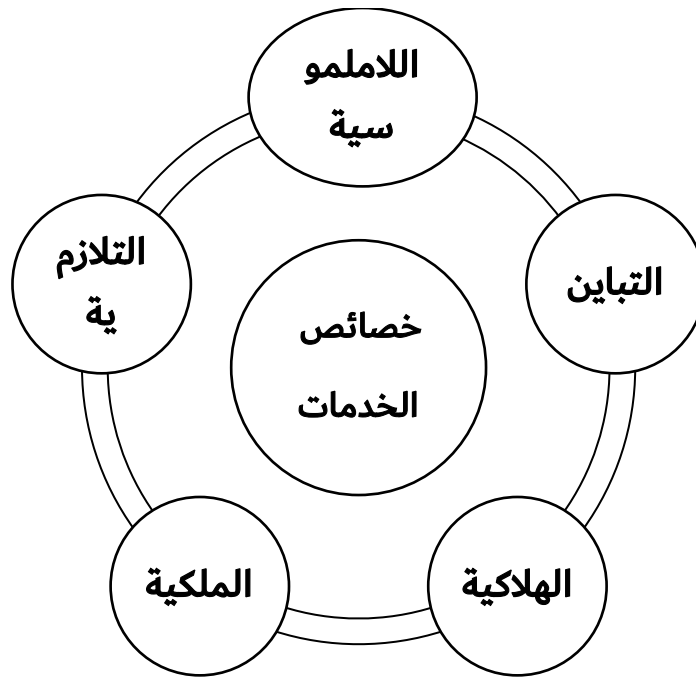 اللاملمو
سية
التباين
الهلاكية
الملكية
التلازم
ية
خصائص
الخدمات